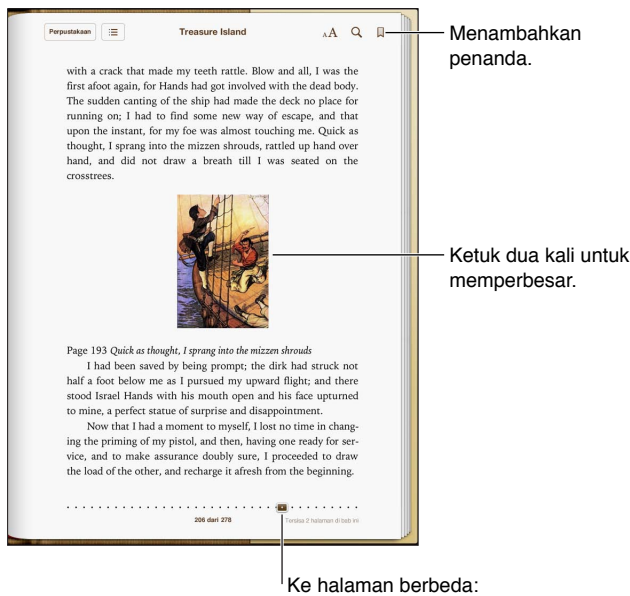 Perpustakaan
Treasure Island
AA
Menambahkan
penanda.
with a crack that made my teeth rattle. Blow and all, I was the
first afoot again, for Hands had got involved with the dead body.
The sudden canting of the ship had made the deck no place for
running on; I had to find some new way of escape, and that
upon the instant, for my foe was almost touching me. Quick as
thought, I sprang into the mizzen shrouds, rattled up hand over
hand, and did not draw a breath till I was seated on the
crosstrees.
Ketuk dua kali untuk
memperbesar.
Page 193 Quick as thought, I sprang into the mizzen shrouds
I had been saved by being prompt; the dirk had struck not
half a foot below me as I pursued my upward flight; and there
stood Israel Hands with his mouth open and his face upturned
to mine, a perfect statue of surprise and disappointment.
Now that I had a moment to myself, I lost no time in chang-
ing the priming of my pistol, and then, having one ready for ser-
vice, and to make assurance doubly sure, I proceeded to draw
the load of the other, and recharge it afresh from the beginning.
206 dari 278
Tersisa 2 halaman di bab ini
Ke halaman berbeda: